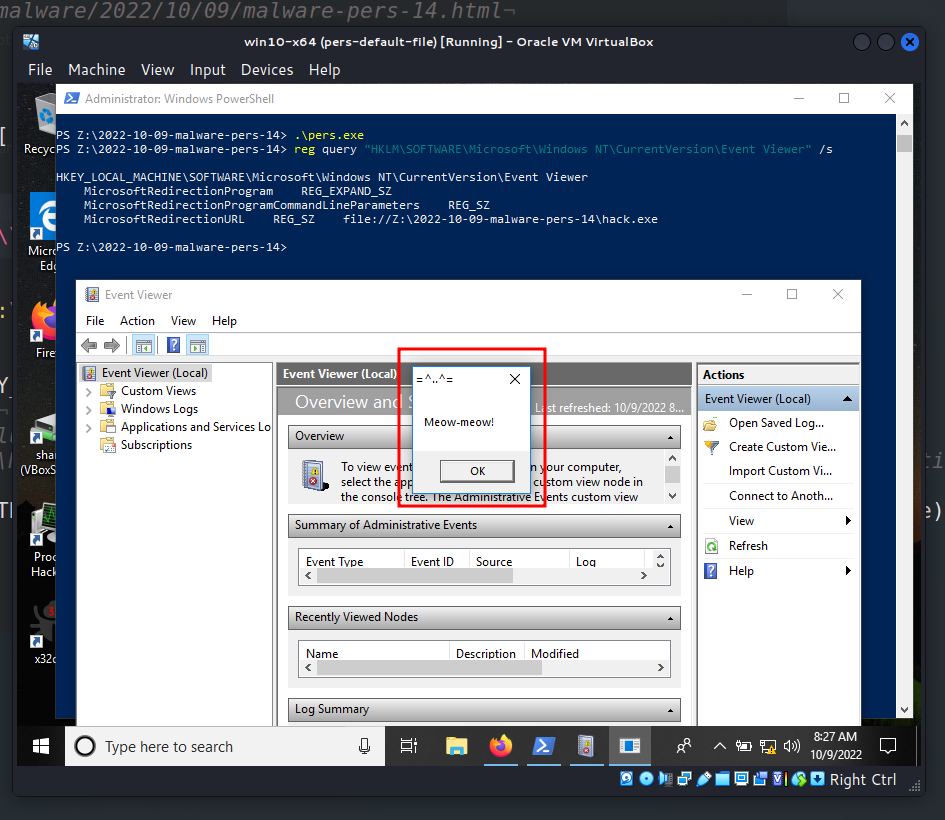 malware/2022/10/09/malware-pers-14.html¬
win10-x64 (pers-default-file) [Running] - Oracle VM VirtualBox
File Machine View Input Devices Help
Administrator: Windows PowerShell
PS Z:\2022-10-09-malware-pers-14> .\pers.exe
PS Z:\2022-10-09-malware-pers-14> reg query "HKLM\SOFTWARE\Microsoft\Windows NT\CurrentVersion\Event Viewer" /s
HKEY_LOCAL_MACHINE\SOFTWARE\Microsoft\Windows NT\CurrentVersion\Event Viewer
MicrosoftRedirectionProgram REG_EXPAND_SZ
MicrosoftRedirectionProgramCommandLineParameters REG_SZ
MicrosoftRedirectionURL REG_SZ file://Z:\2022-10-09-malware-pers-14\hack.exe
PS Z:\2022-10-09-malware-pers-14>
Recyc
Micro
Edg
Fire
shar
(VBoxS
Proc
Hack
x32d
Event Viewer
File Action View Help
Event Viewer (Local)
Custom Views
Windows Logs
Applications and Services Lo
Subscriptions
Event Viewer (Local)
Overview and S
Last refreshed: 10/9/2022 8...
Overview
To view event
n your computer,
select the app
custom view node in
the console tree. The Administrative Events custom view
Summary of Administrative Events
Event Type Event ID Source Log
Recently Viewed Nodes
Name Description Modified
Log Summary
=^..^=
Meow-meow!
OK
Actions
Event Viewer (Local)
Open Saved Log...
Create Custom Vie...
Import Custom Vi...
Connect to Anoth...
View
Refresh
Help
Type here to search
8:27 AM
10/9/2022
Right Ctrl